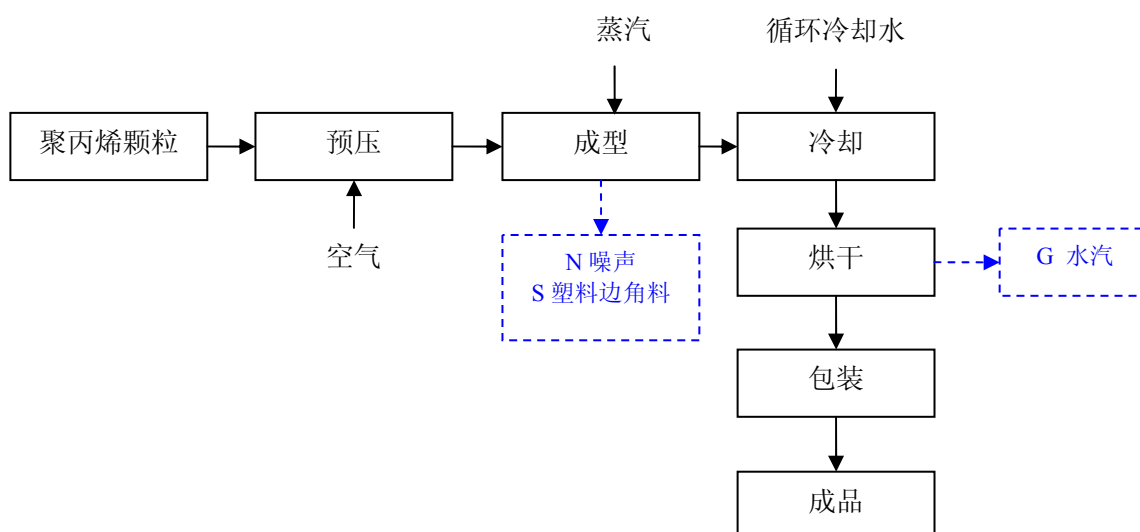 蒸汽
循环冷却水
聚丙烯颗粒
预压
成型
冷却
空气
N 噪声
S 塑料边角料
烘干
G 水汽
包装
成品